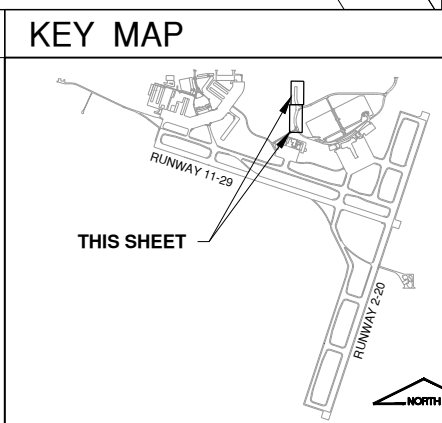 KEY MAP
RUNWAY 11-29
THIS SHEET
RUNWAY 2-20
NORTH